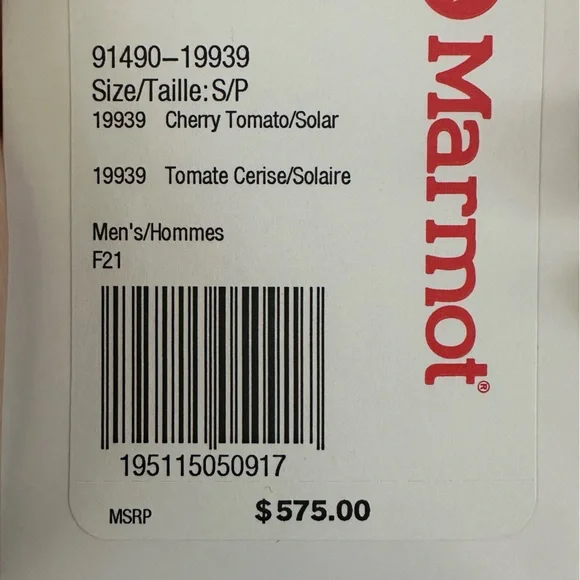 91490–19939
Size/Taille: S/P
19939 Cherry Tomato/Solar
19939 Tomate Cerise/Solaire
Men's/Hommes
F21
195115050917
MSRP $575.00
Marmot®